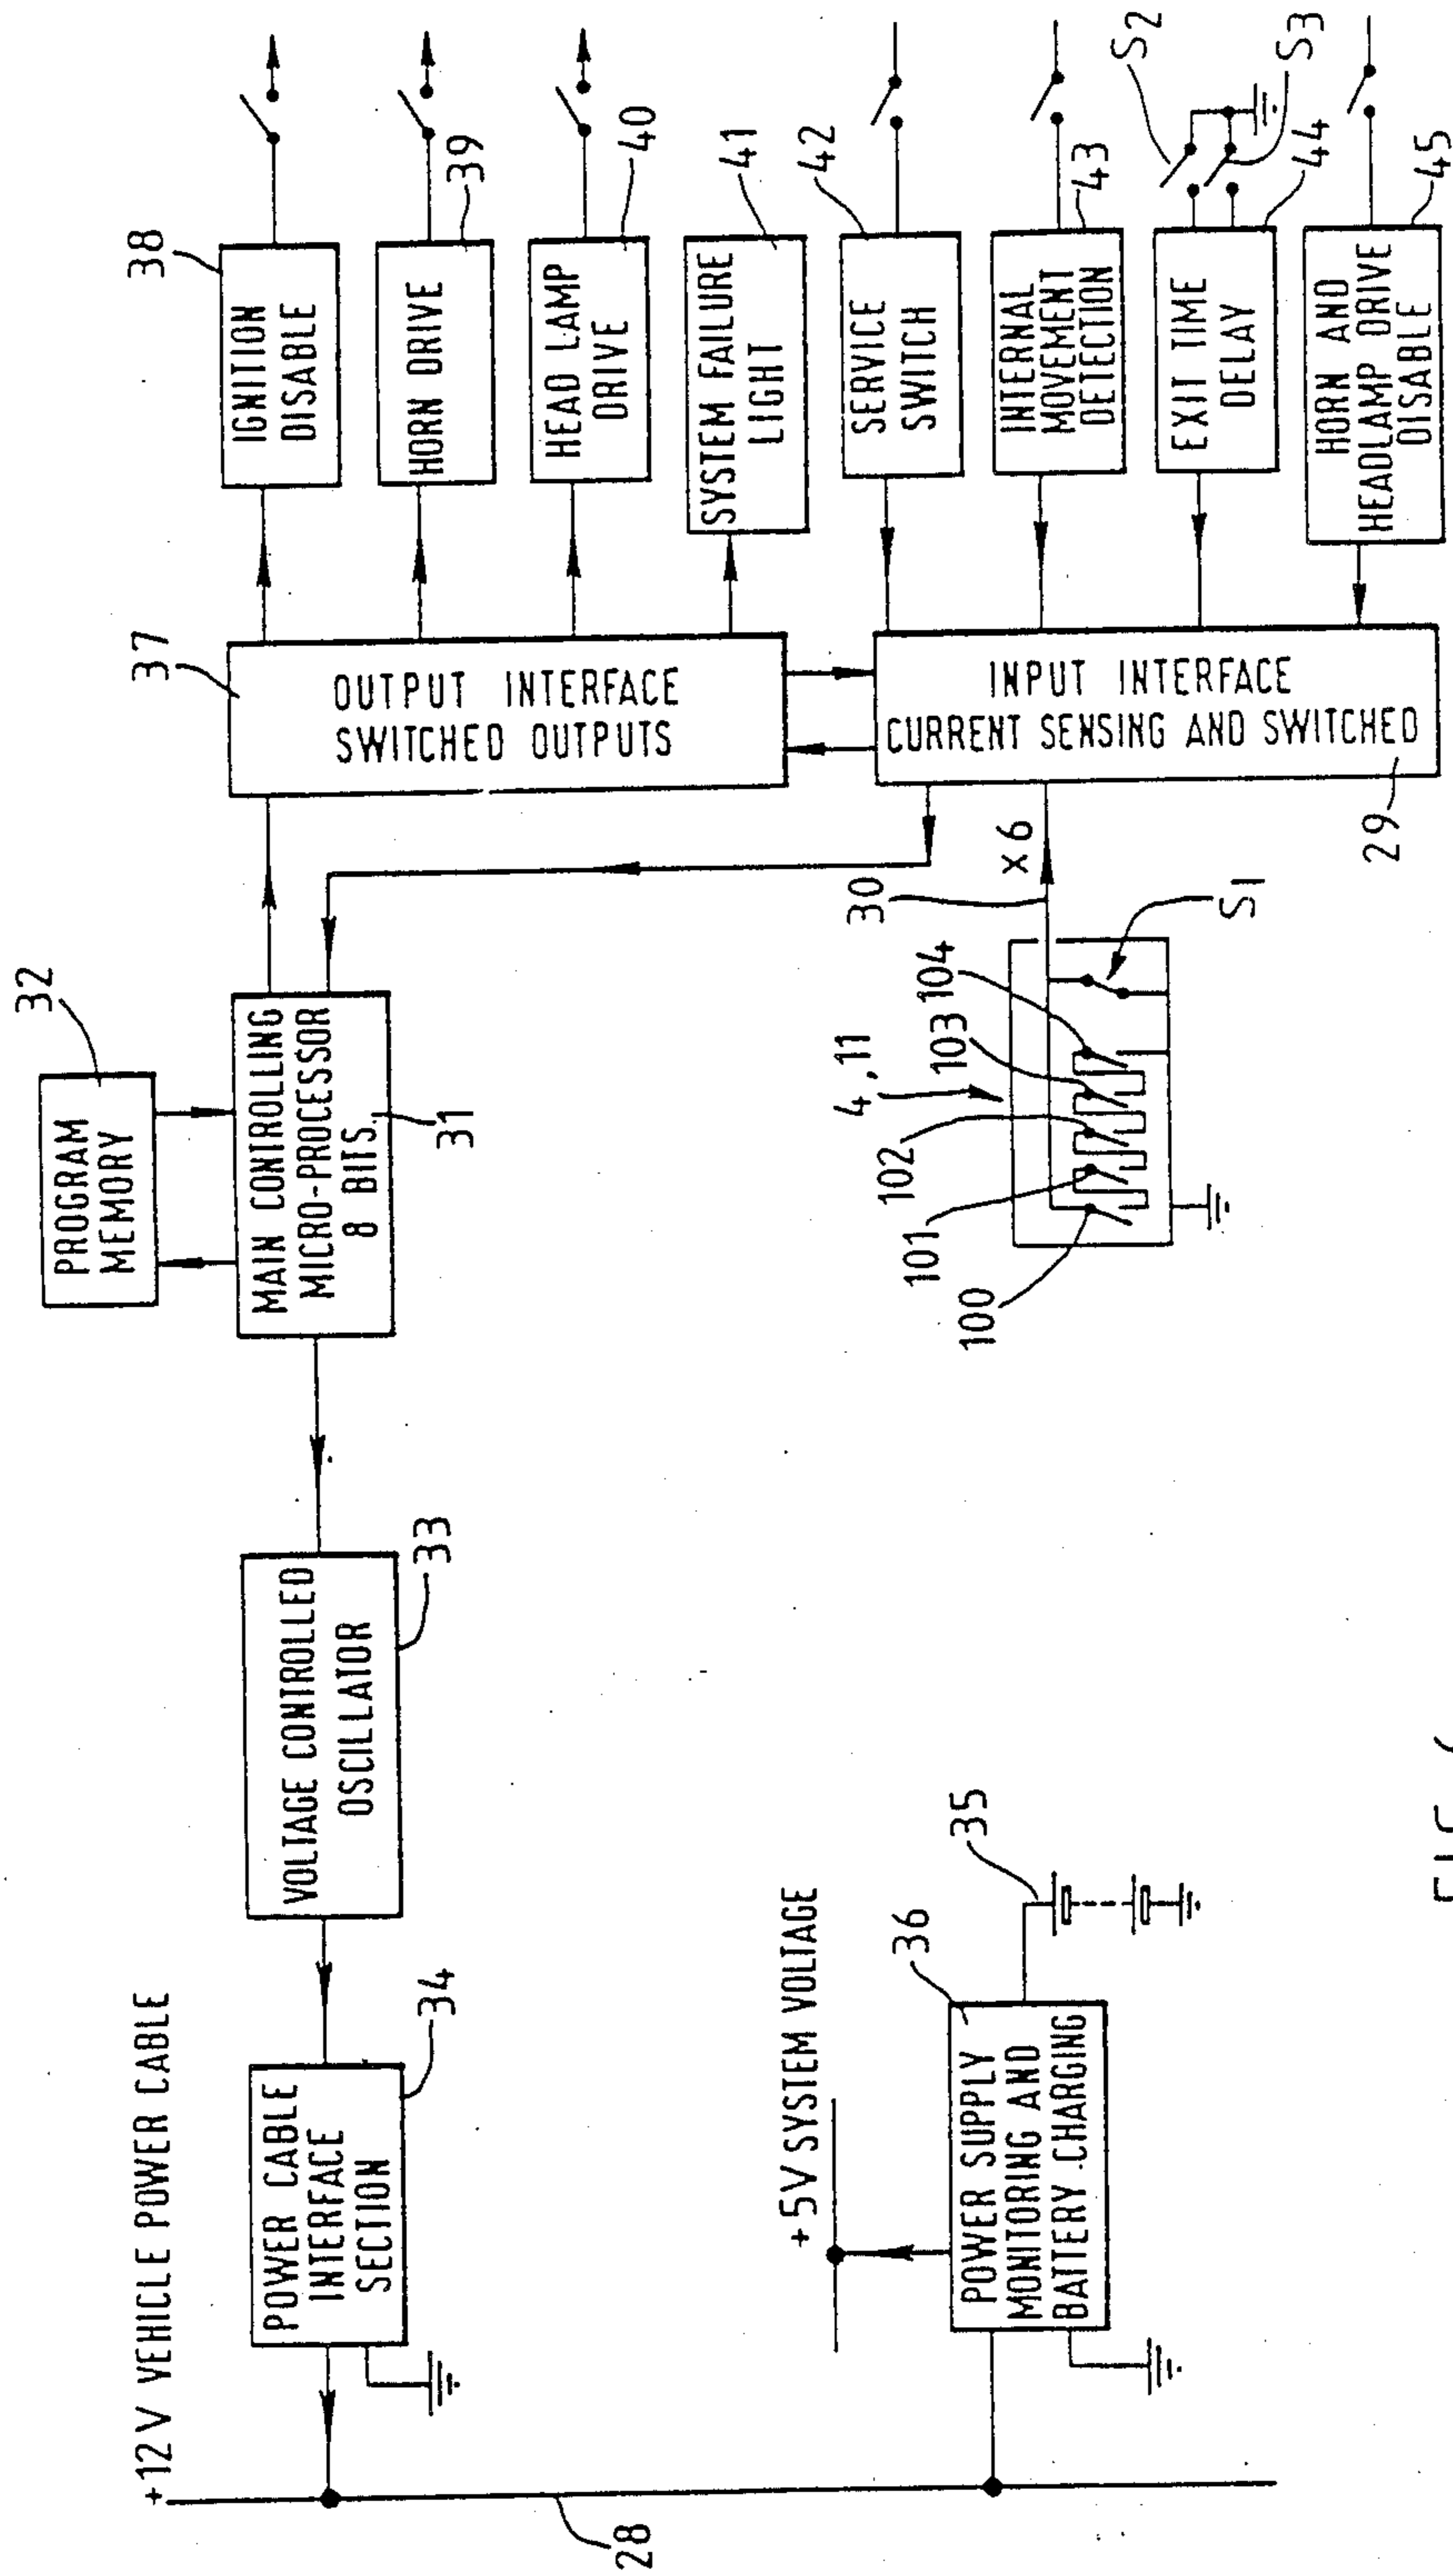 +12V VEHICLE POWER CABLE
28
POWER CABLE
INTERFACE
SECTION
34
VOLTAGE CONTROLLED
OSCILLATOR
33
PROGRAM
MEMORY
32
MAIN CONTROLLING
MICRO-PROCESSOR
8 BITS.
31
37
OUTPUT INTERFACE
SWITCHED OUTPUTS
38
IGNITION
DISABLE
HORN DRIVE
39
HEAD LAMP
DRIVE
40
SYSTEM FAILURE
LIGHT
41
SERVICE
SWITCH
42
INTERNAL
MOVEMENT
DETECTION
43
EXIT TIME
DELAY
44
S2
S3
HORN AND
HEADLAMP DRIVE
DISABLE
45
INPUT INTERFACE
CURRENT SENSING AND SWITCHED
29
30
x 6
S1
4, 11
100
101
102
103
104
+5V SYSTEM VOLTAGE
POWER SUPPLY
MONITORING AND
BATTERY CHARGING
36
35